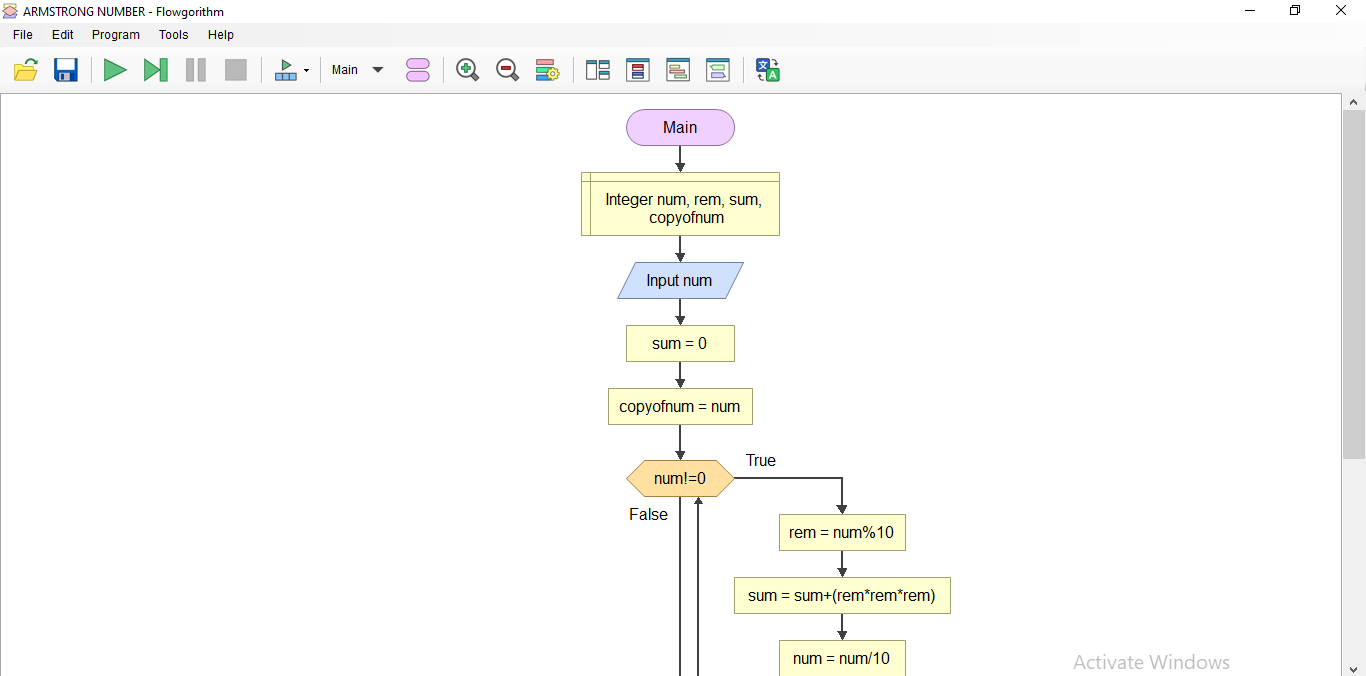 ARMSTRONG NUMBER - Flowgorithm
File Edit Program Tools Help
Main
文 A
Main
Integer num, rem, sum,
copyofnum
Input num
sum = 0
copyofnum = num
True
num!=0
False
rem = num%10
sum = sum+(rem*rem*rem)
num = num/10
Activate Windows